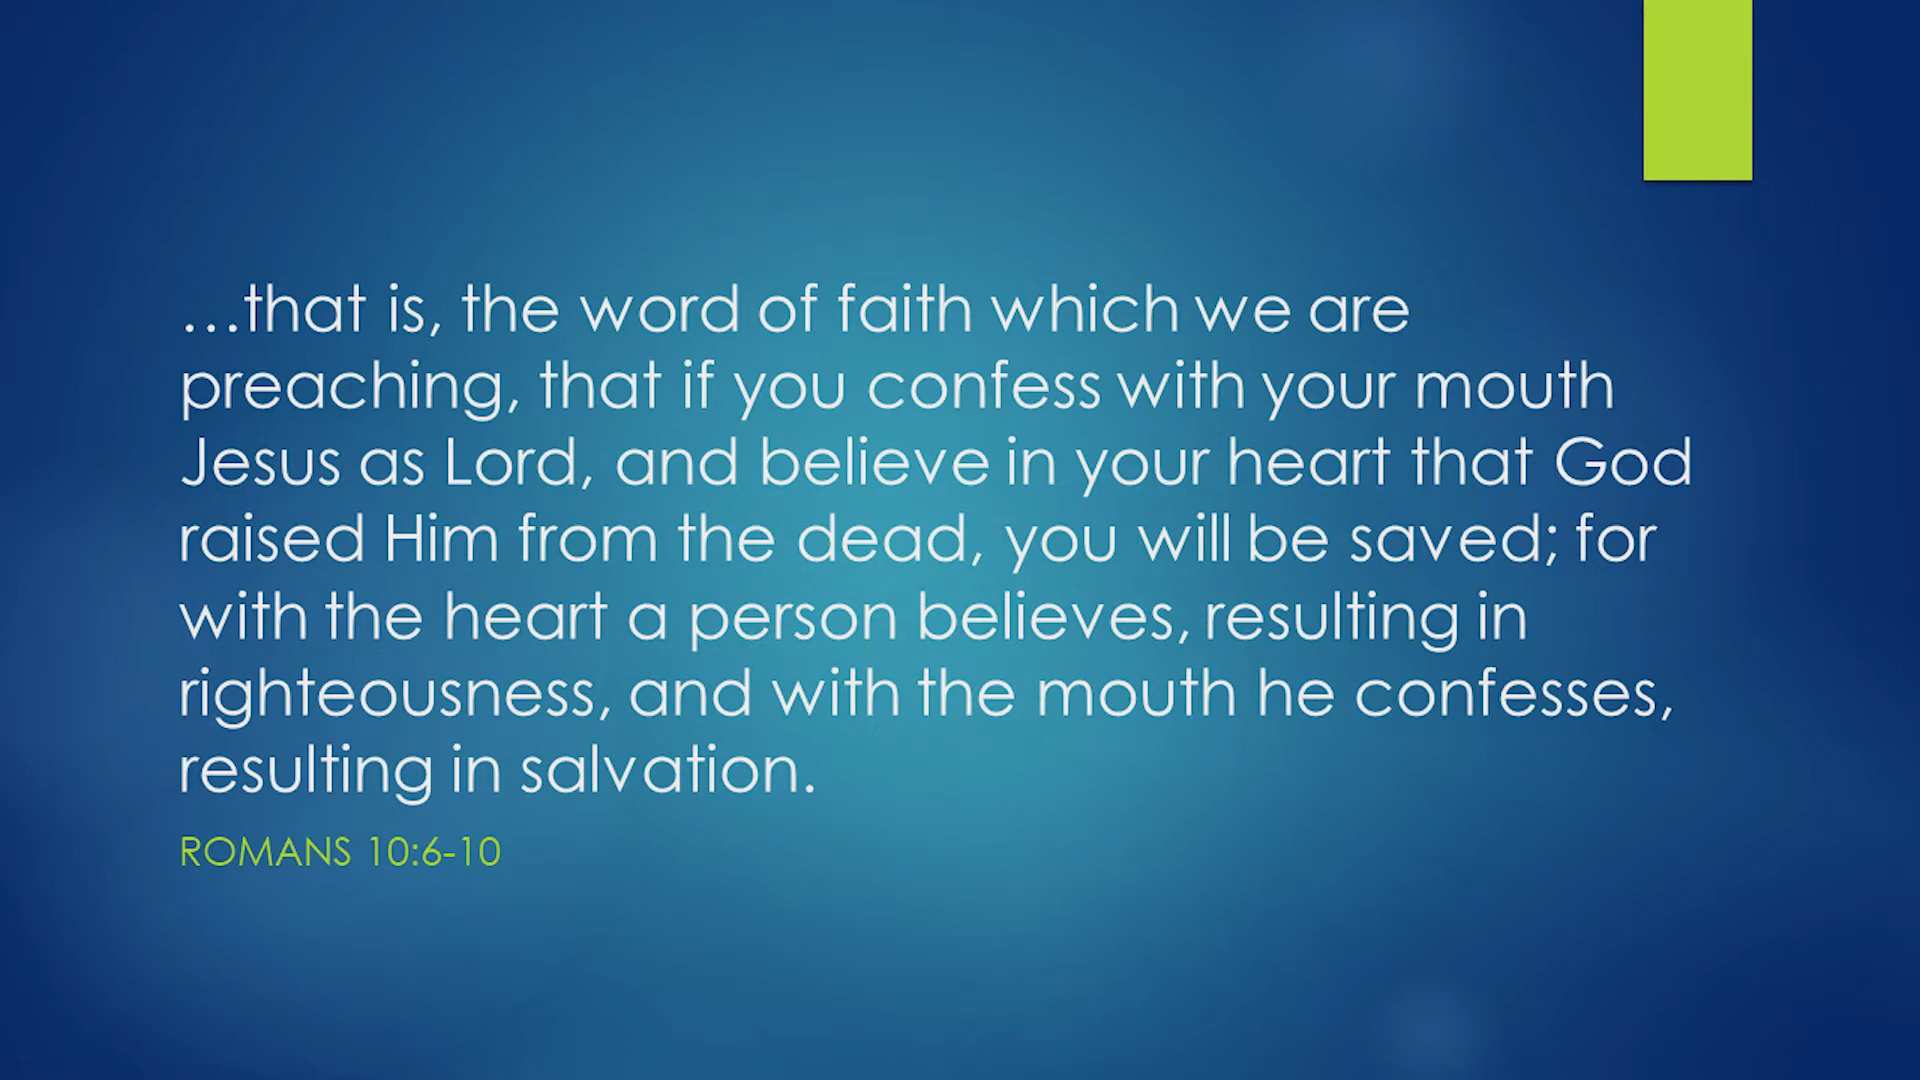 …that is, the word of faith which we are
preaching, that if you confess with your mouth
Jesus as Lord, and believe in your heart that God
raised Him from the dead, you will be saved; for
with the heart a person believes, resulting in
righteousness, and with the mouth he confesses,
resulting in salvation.
ROMANS 10:6-10